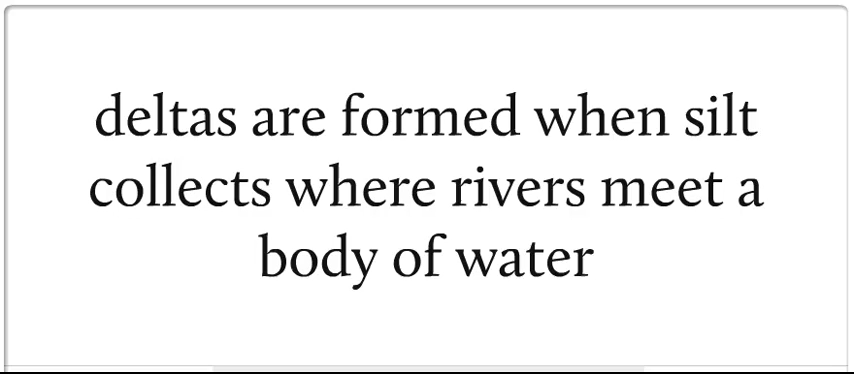 deltas are formed when silt
collects where rivers meet a
body of water